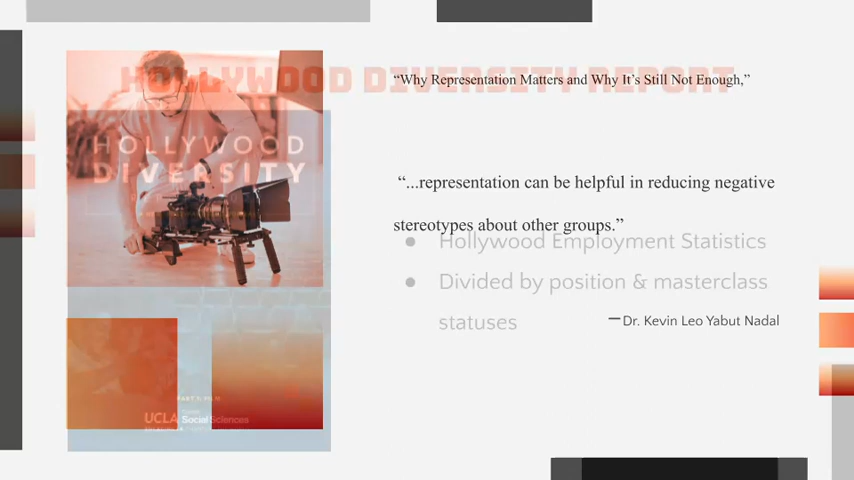 HOLLYWOOD DIVERSITY REPORT
“Why Representation Matters and Why It’s Still Not Enough,”
HOLLYWOOD
DIVERSITY
“...representation can be helpful in reducing negative
stereotypes about other groups.”
● Hollywood Employment Statistics
● Divided by position & masterclass
statuses
—Dr. Kevin Leo Yabut Nadal
UCLA Social Sciences